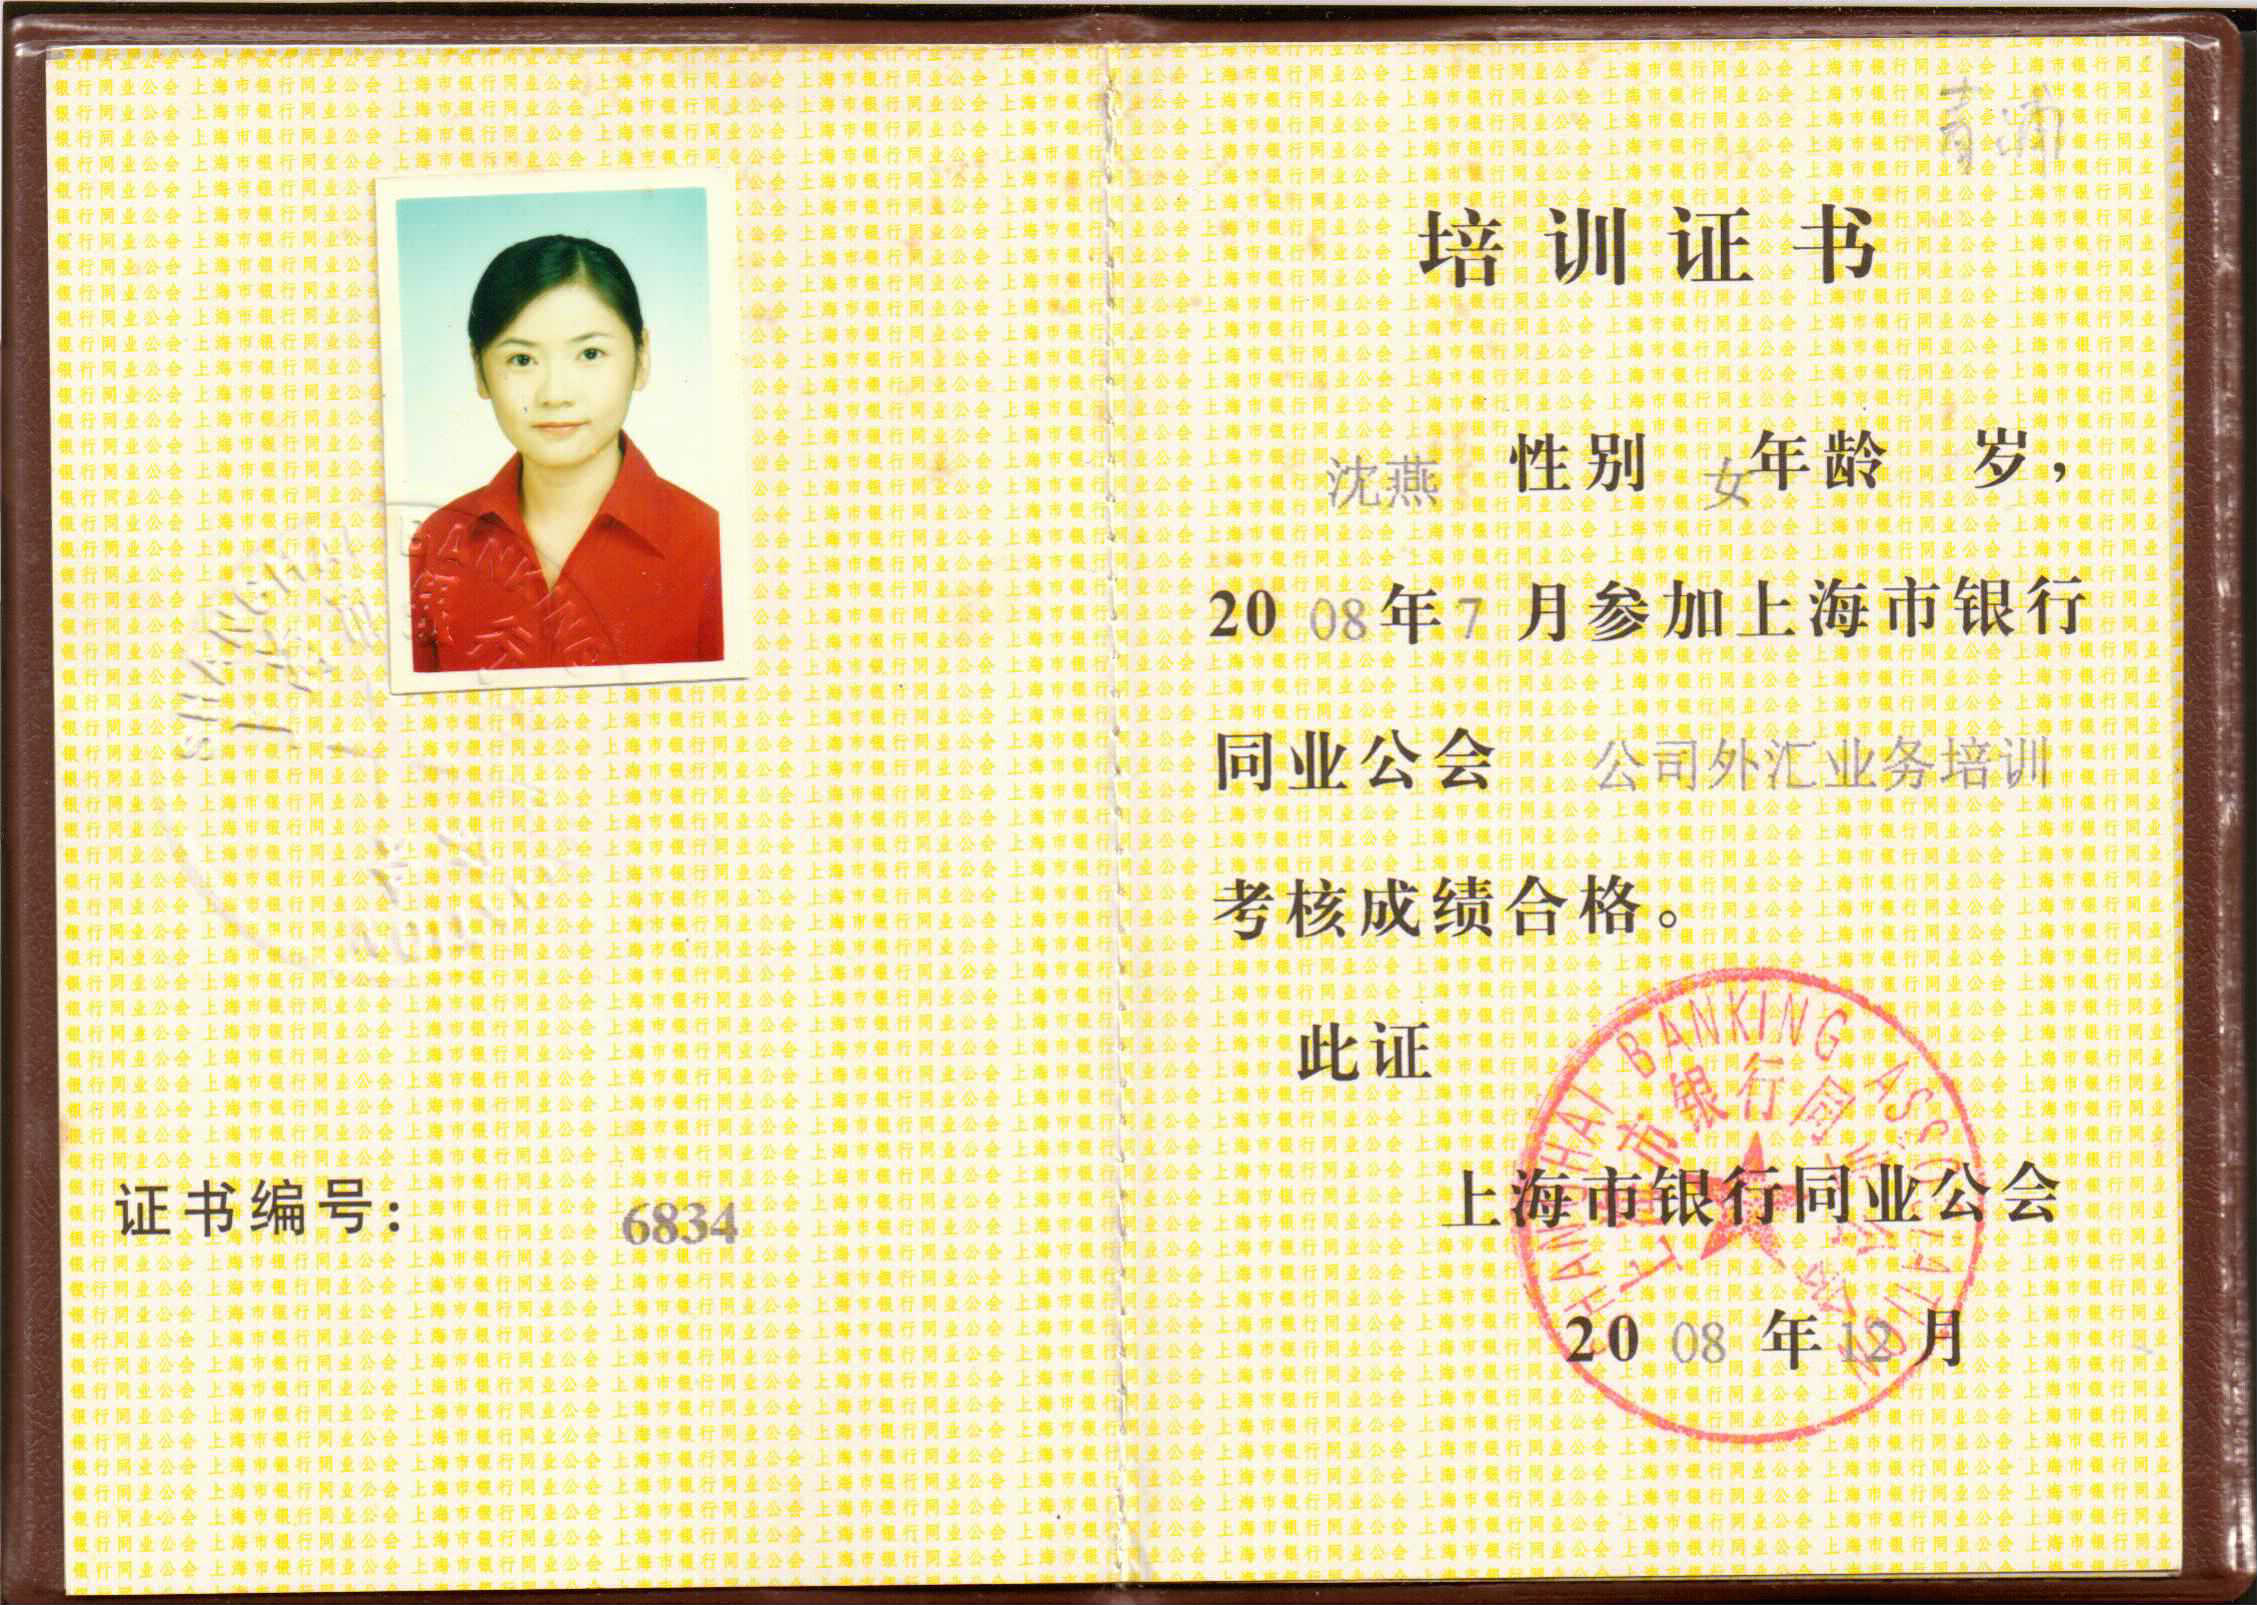 证书编号： 6834
青浦
培训证书
沈燕 性别 女 年龄 岁，
20 08 年 7 月参加上海市银行
同业公会 公司外汇业务培训
考核成绩合格。
此证
SHANGHAI BANKING ASSOCIATION
上海市银行同业公会
上海市银行同业公会
20 08 年 12 月